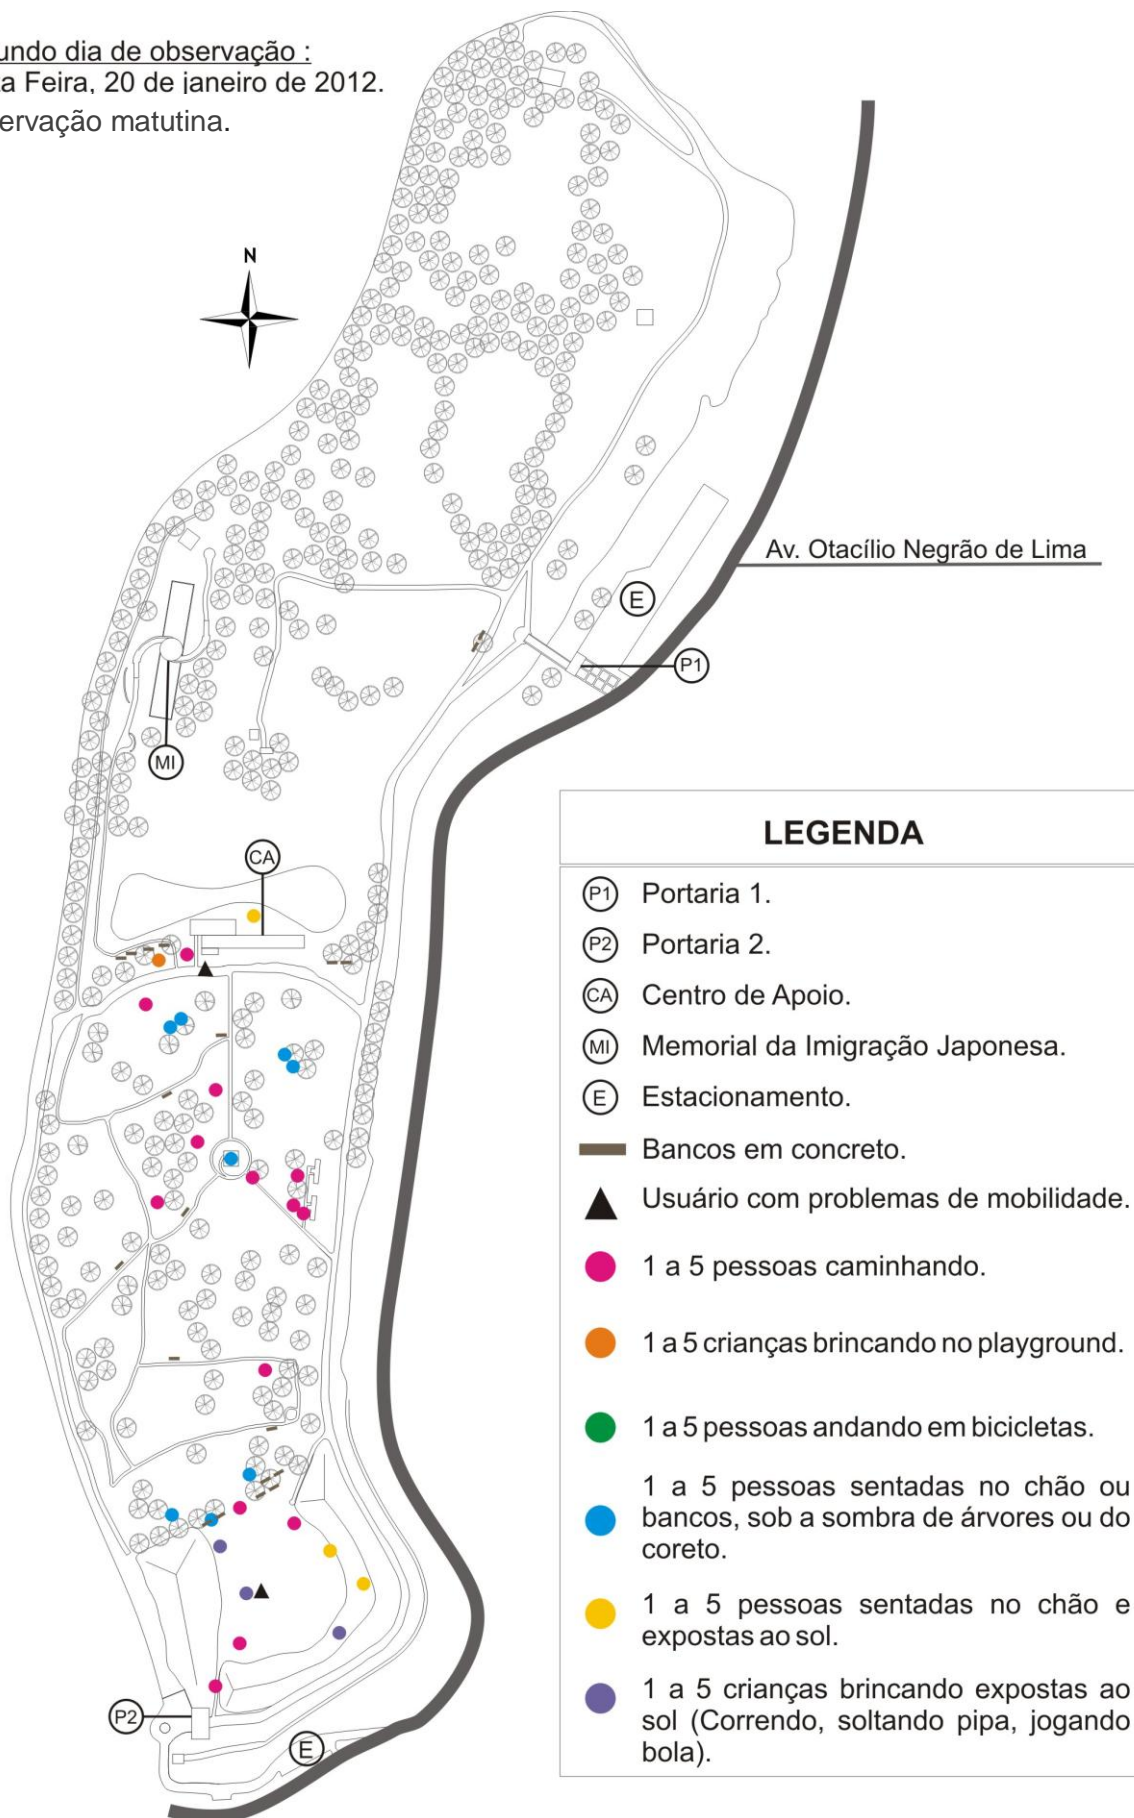 undo dia de observação :
a Feira, 20 de janeiro de 2012.
ervação matutina.
N
Av. Otacílio Negrão de Lima
E
P1
MI
CA
LEGENDA
P1 Portaria 1.
P2 Portaria 2.
CA Centro de Apoio.
MI Memorial da Imigração Japonesa.
E Estacionamento.
Bancos em concreto.
Usuário com problemas de mobilidade.
1 a 5 pessoas caminhando.
1 a 5 crianças brincando no playground.
1 a 5 pessoas andando em bicicletas.
1 a 5 pessoas sentadas no chão ou
bancos, sob a sombra de árvores ou do
coreto.
1 a 5 pessoas sentadas no chão e
expostas ao sol.
1 a 5 crianças brincando expostas ao
sol (Correndo, soltando pipa, jogando
bola).
P2
E